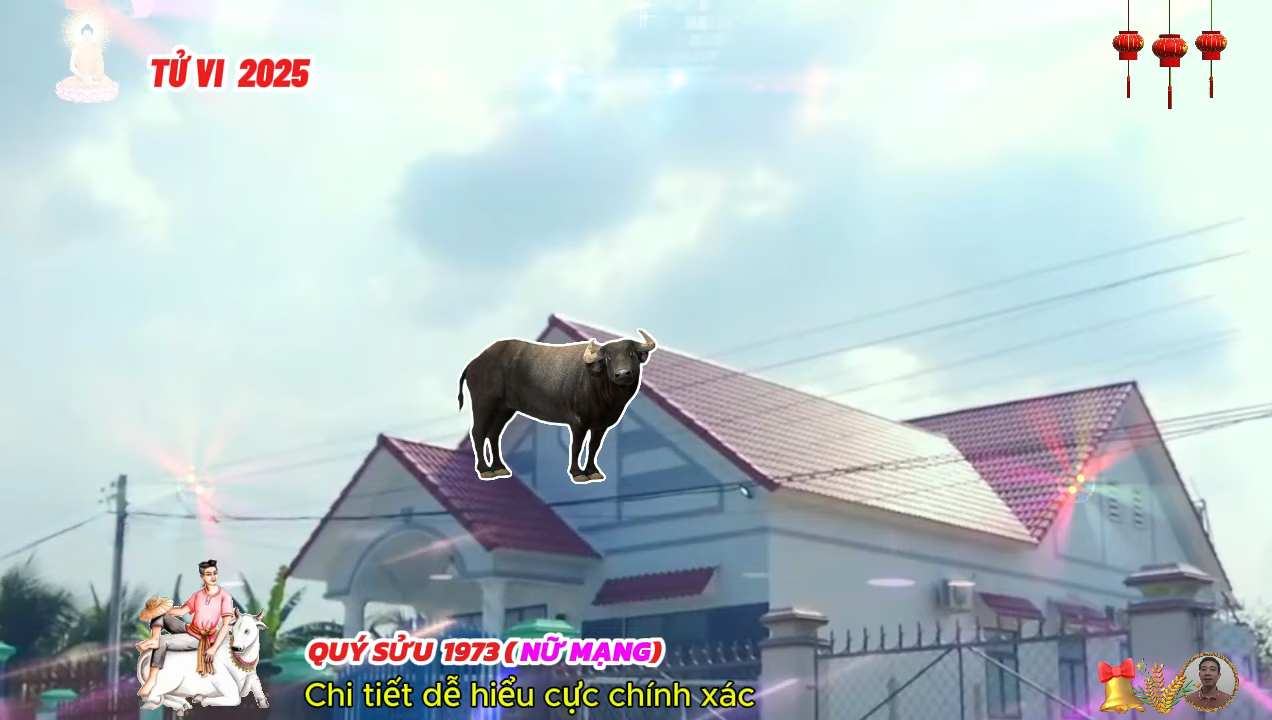 TỬ VI 2025
QUÝ SỬU 1973 ( NỮ MẠNG)
Chi tiết dễ hiểu cực chính xác